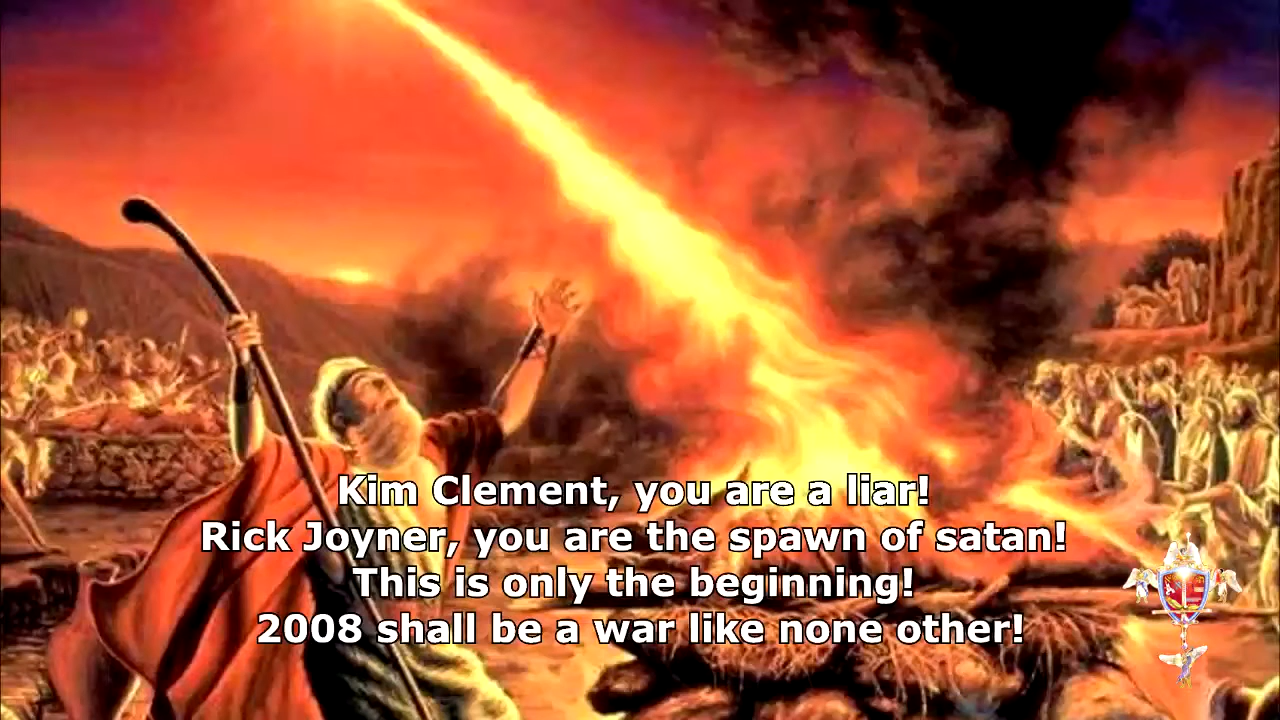 Kim Clement, you are a liar!
Rick Joyner, you are the spawn of satan!
This is only the beginning!
2008 shall be a war like none other!